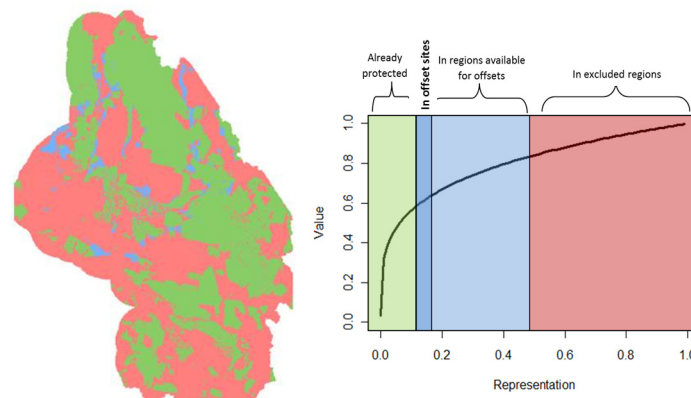 Already
protected
In offset sites
In regions available
for offsets
In excluded regions
Value
1.0
0.8
0.6
0.4
0.2
0.0
0.0 0.2 0.4 0.6 0.8 1.0
Representation